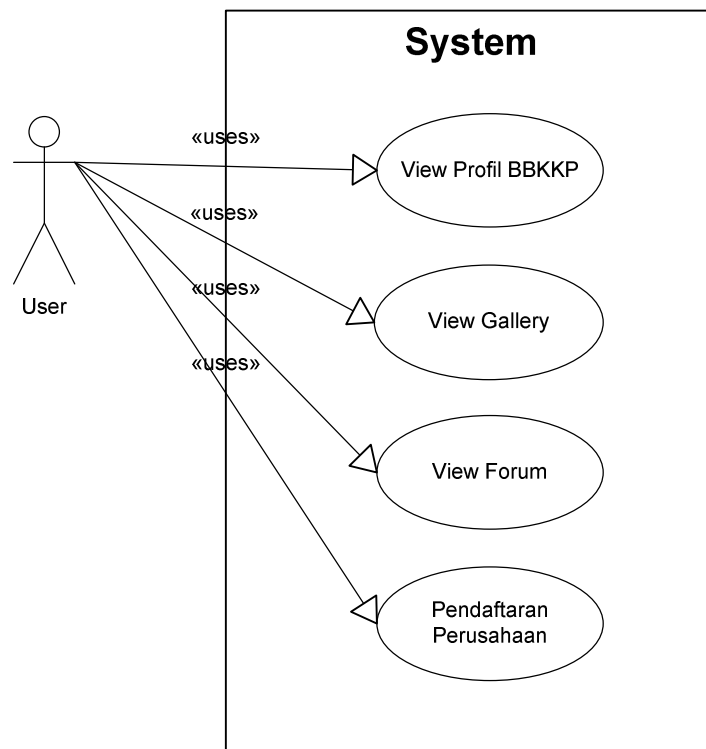 System
«uses»
View Profil BBKKP
«uses»
User
«uses»
View Gallery
«uses»
View Forum
Pendaftaran
Perusahaan